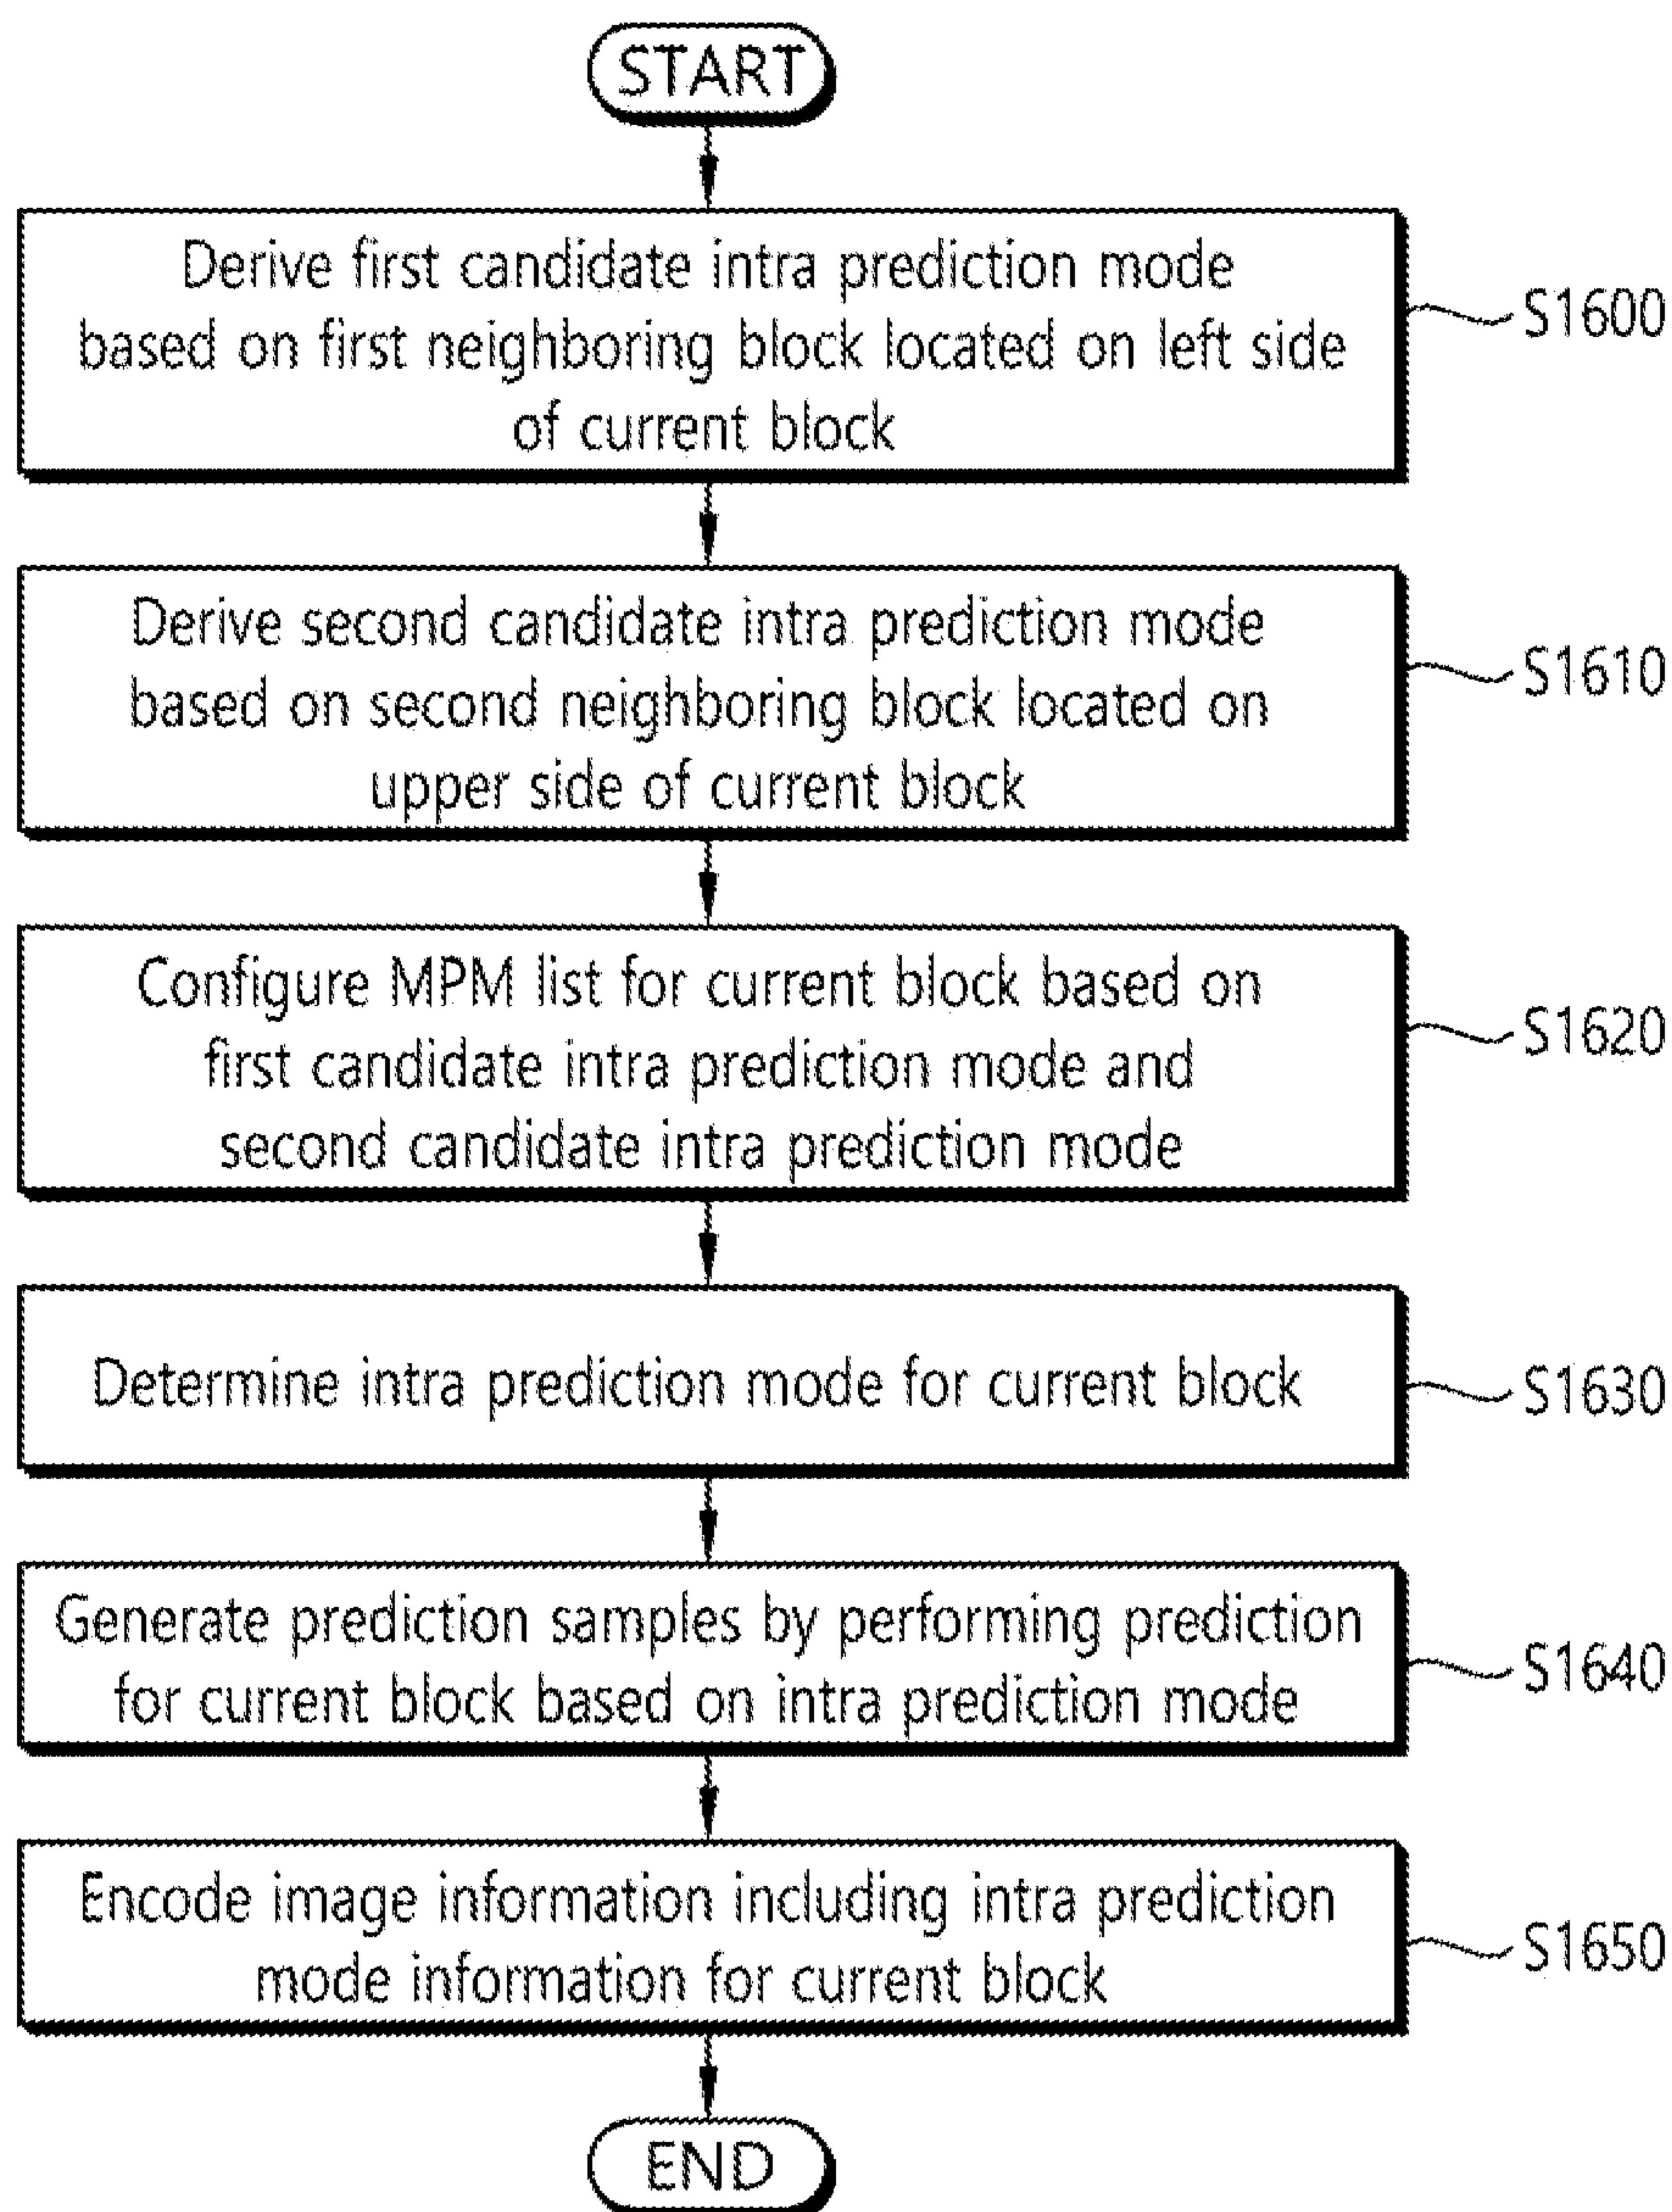 START
Derive first candidate intra prediction mode
based on first neighboring block located on left side
of current block
S1600
Derive second candidate intra prediction mode
based on second neighboring block located on
upper side of current block
S1610
Configure MPM list for current block based on
first candidate intra prediction mode and
second candidate intra prediction mode
S1620
Determine intra prediction mode for current block
S1630
Generate prediction samples by performing prediction
for current block based on intra prediction mode
S1640
Encode image information including intra prediction
mode information for current block
S1650
END